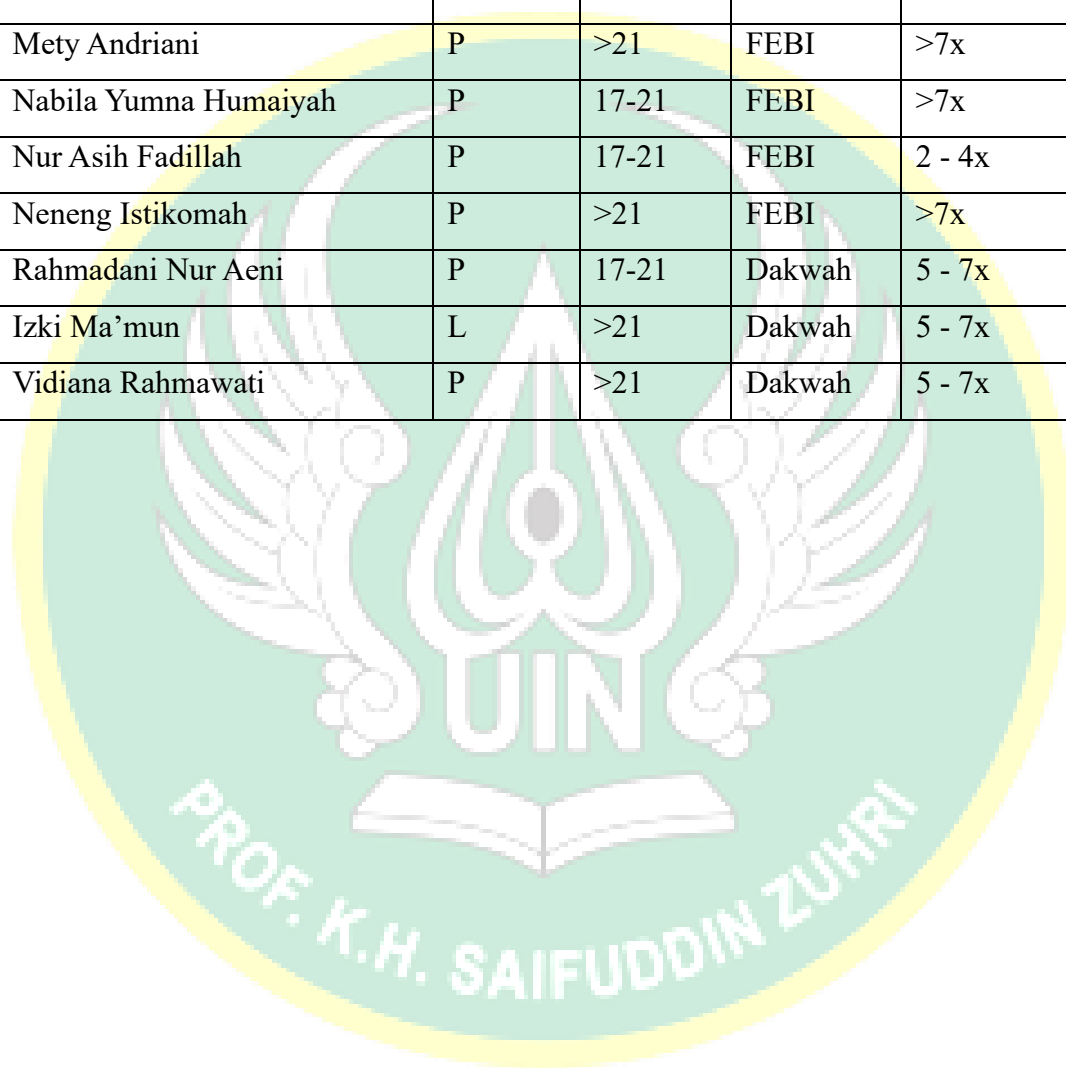 Mety Andriani P >21 FEBI >7x
Nabila Yumna Humaiyah P 17-21 FEBI >7x
Nur Asih Fadillah P 17-21 FEBI 2 - 4x
Neneng Istikomah P >21 FEBI >7x
Rahmadani Nur Aeni P 17-21 Dakwah 5 - 7x
Izki Ma’mun L >21 Dakwah 5 - 7x
Vidiana Rahmawati P >21 Dakwah 5 - 7x
UIN
PROF. K.H. SAIFUDDIN ZUHRI